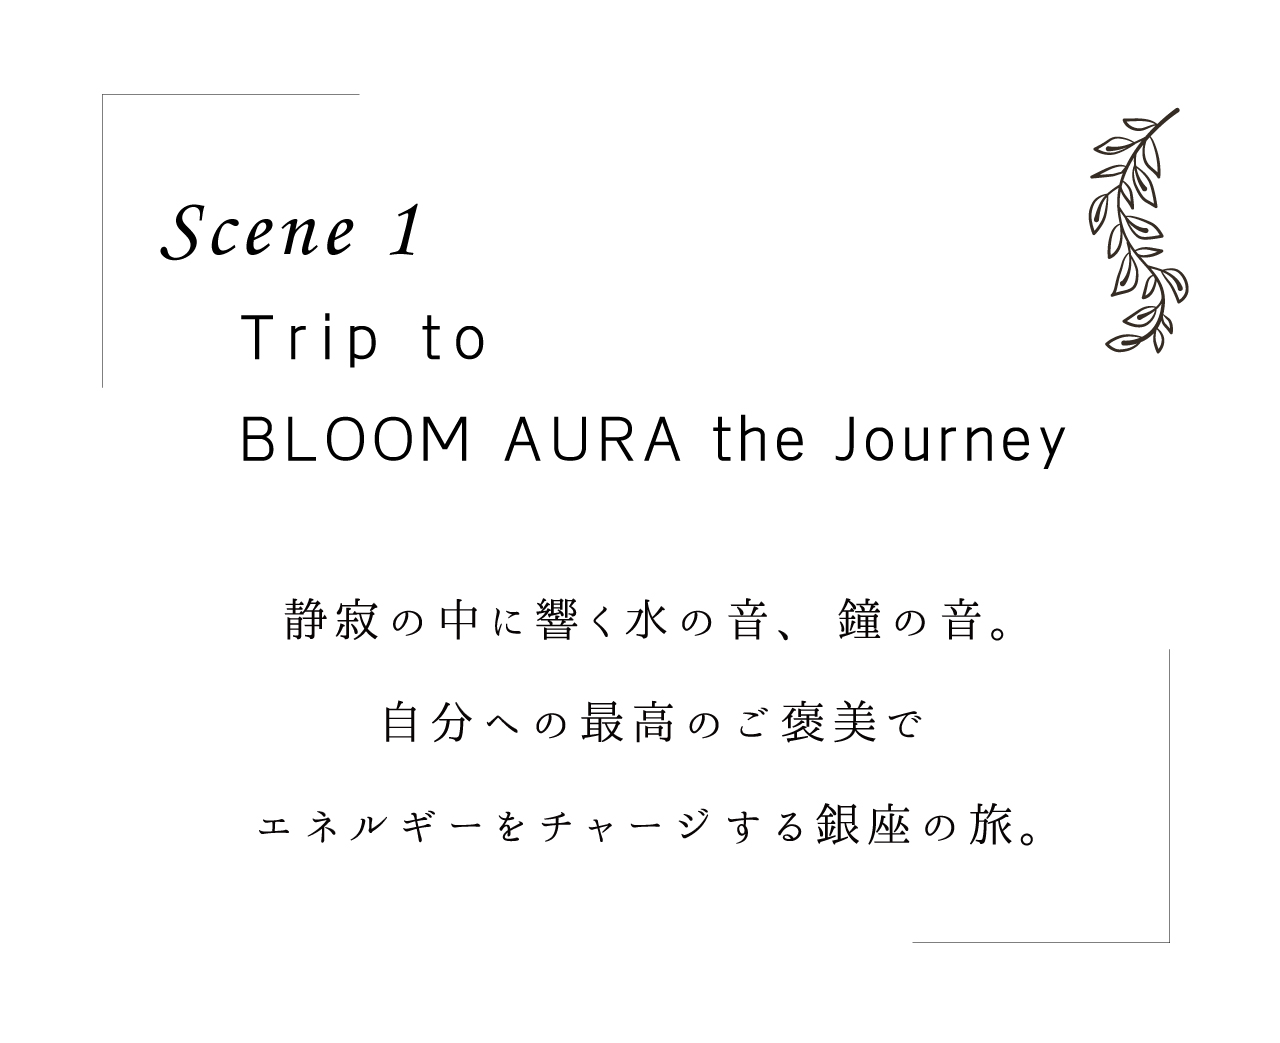 Scene 1
Trip to
BLOOM AURA the Journey
静寂の中に響く水の音、 鐘の音。
自分への最高のご褒美で
エネルギーをチャージする銀座の旅。